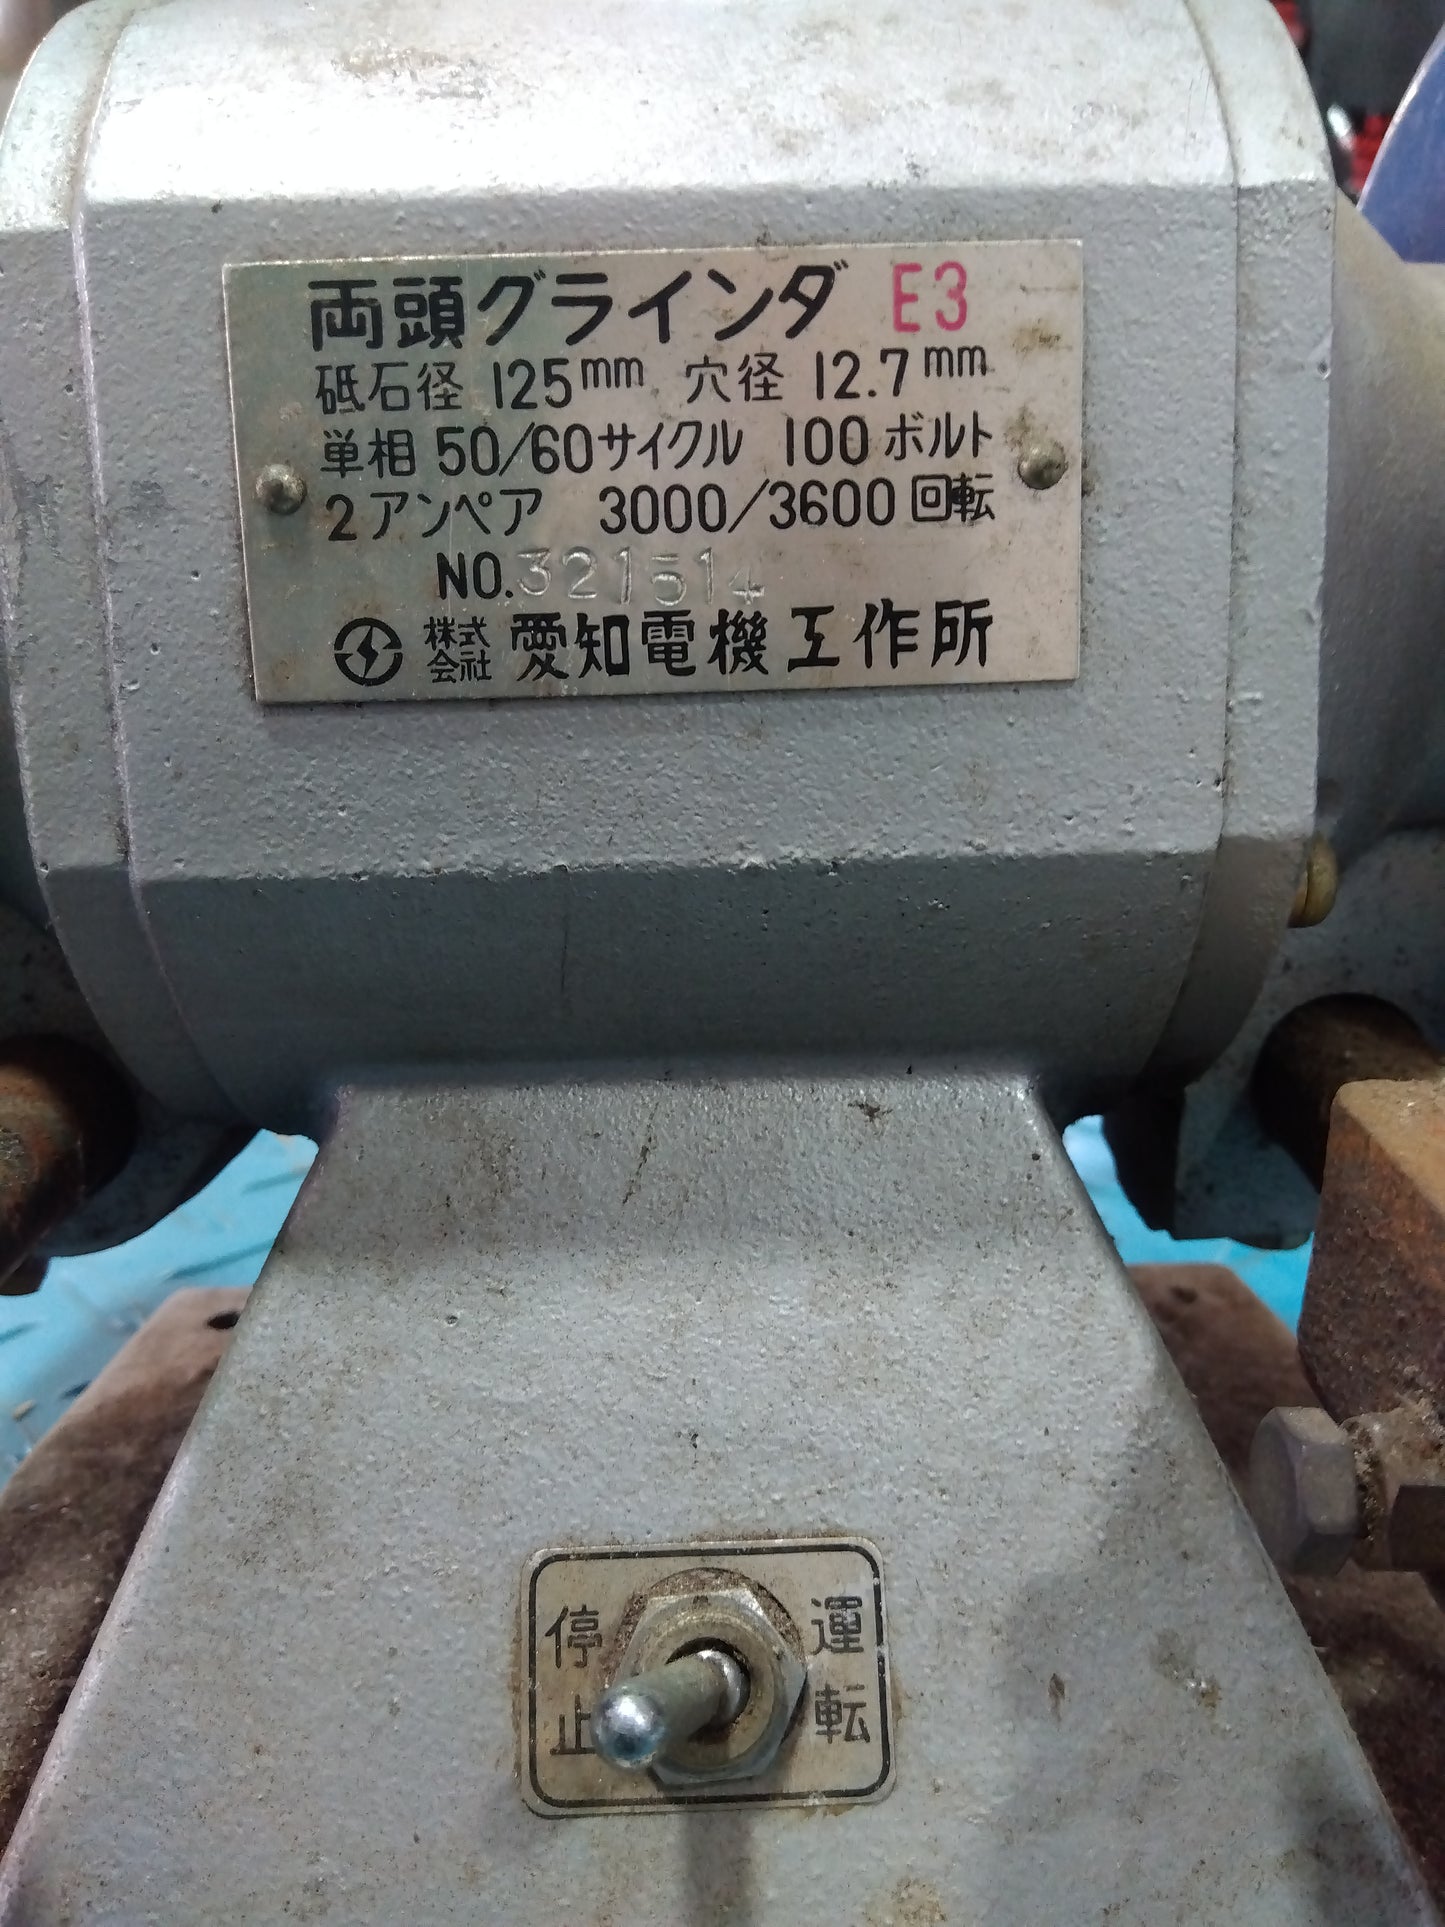 両頭グラインダ E3
砥石径 125mm 穴径 12.7mm
単相 50/60サイクル 100ボルト
2アンペア 3000/3600回転
NO.321514
株式会社 愛知電機工作所
停止
運転